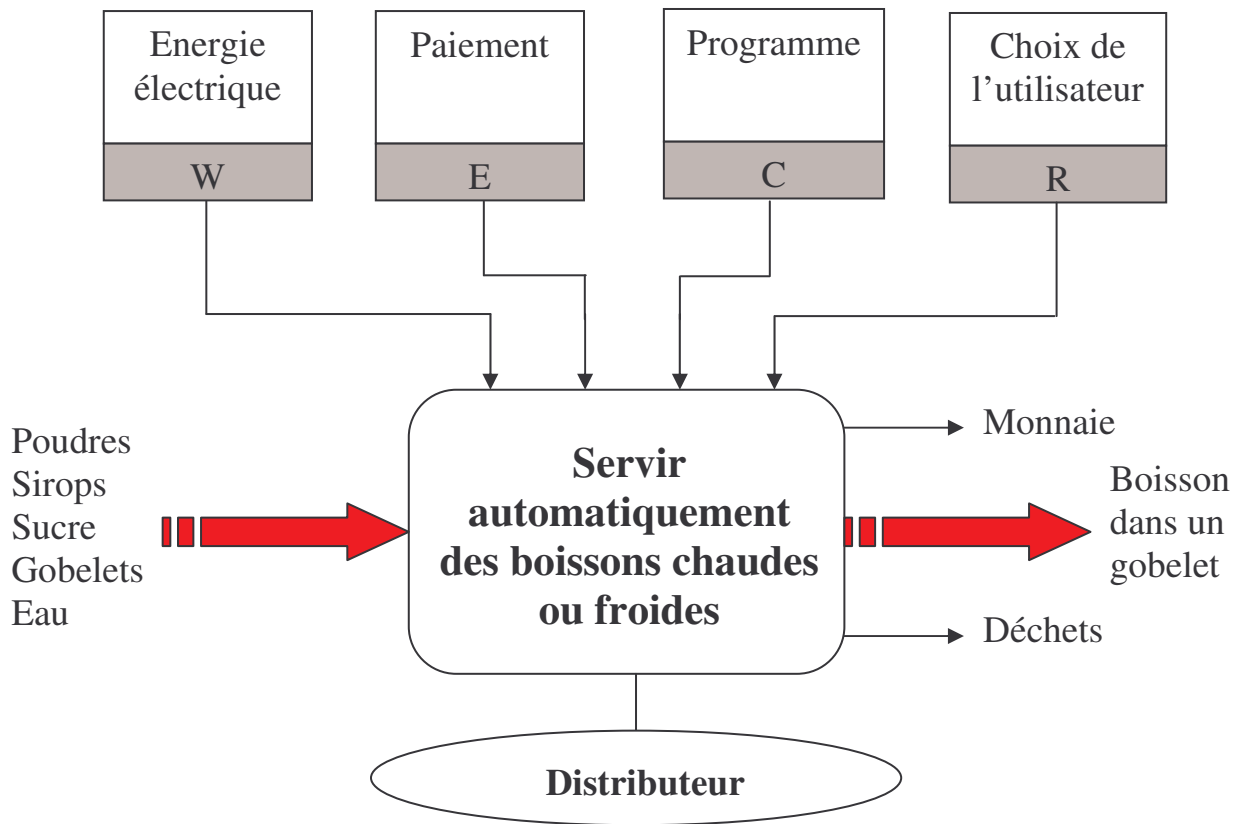 Energie
électrique
W
Paiement
E
Programme
C
Choix de
l'utilisateur
R
Poudres
Sirops
Sucre
Gobelets
Eau
Servir
automatiquement
des boissons chaudes
ou froides
Monnaie
Boisson
dans un
gobelet
Déchets
Distributeur